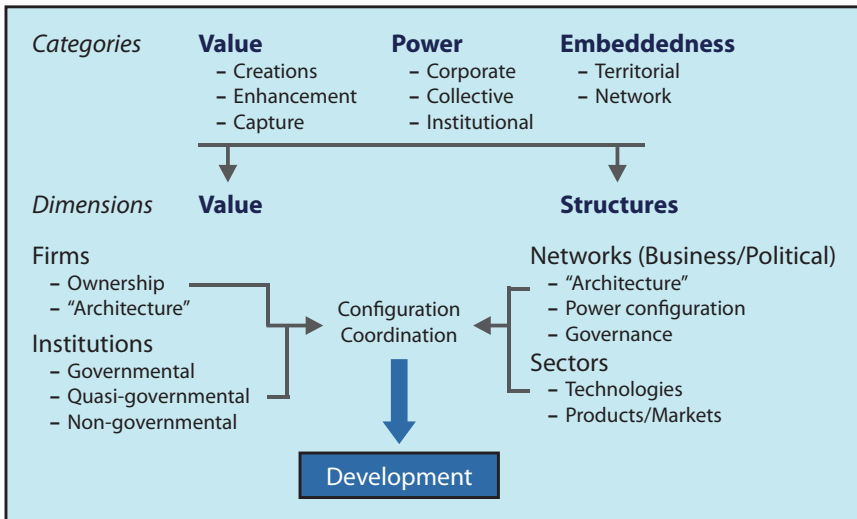 Categories
Value
– Creations
– Enhancement
– Capture
Power
– Corporate
– Collective
– Institutional
Embeddedness
– Territorial
– Network
Dimensions
Value
Structures
Firms
– Ownership
– “Architecture”
Institutions
– Governmental
– Quasi-governmental
– Non-governmental
Configuration
Coordination
Networks (Business/Political)
– “Architecture”
– Power configuration
– Governance
Sectors
– Technologies
– Products/Markets
Development